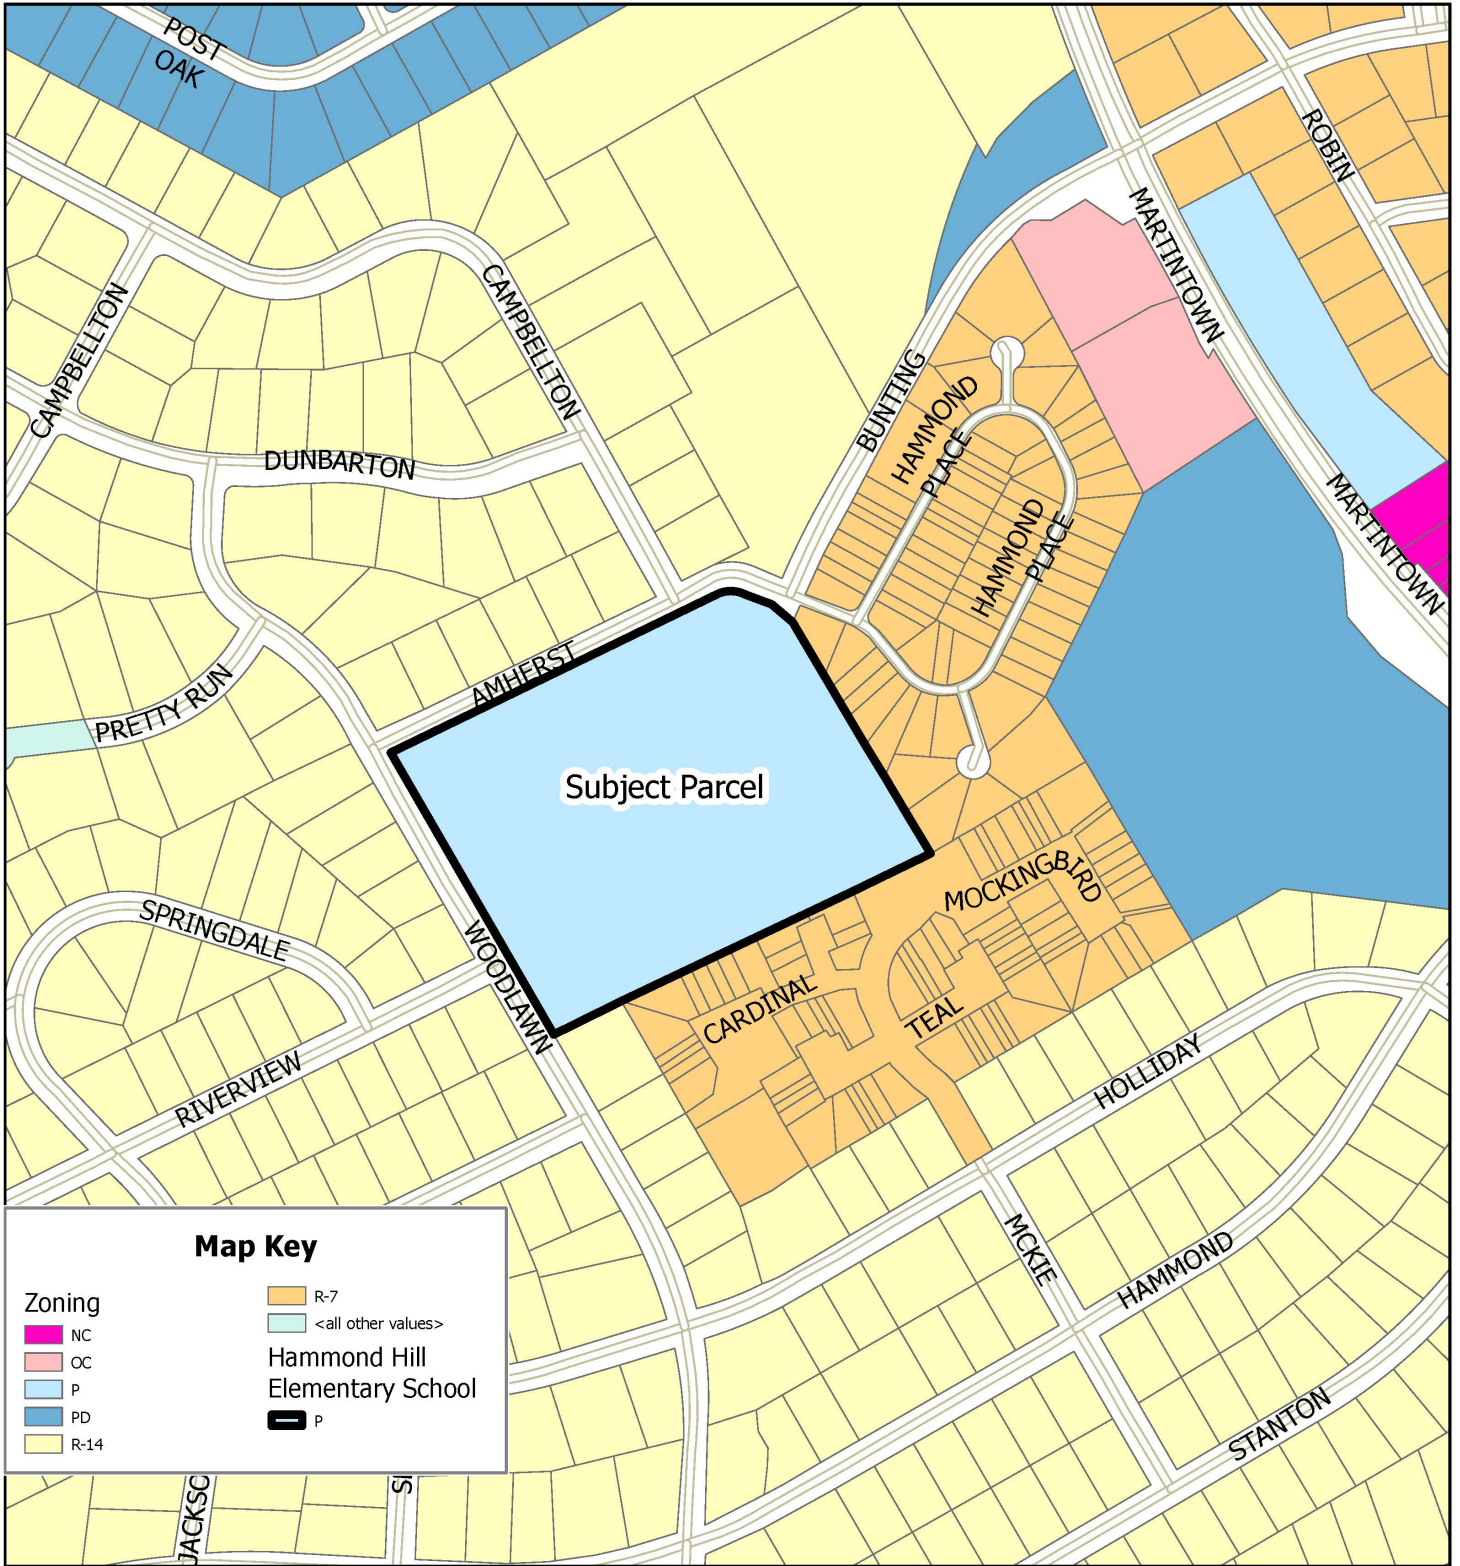 POST
OAK
ROBIN
MARTINTOWN
CAMPBELLTON
CAMPBELLTON
BUNTING
HAMMOND
PLACE
DUNBARTON
HAMMOND
PLACE
MARTINTOWN
AMHERST
PRETTY RUN
Subject Parcel
MOCKINGBIRD
SPRINGDALE
WOODLAWN
CARDINAL
TEAL
RIVERVIEW
HOLLIDAY
MCKIE
HAMMOND
STANTON
Map Key
Zoning
NC
OC
P
PD
R-14
R-7
<all other values>
Hammond Hill
Elementary School
P
JACKSO